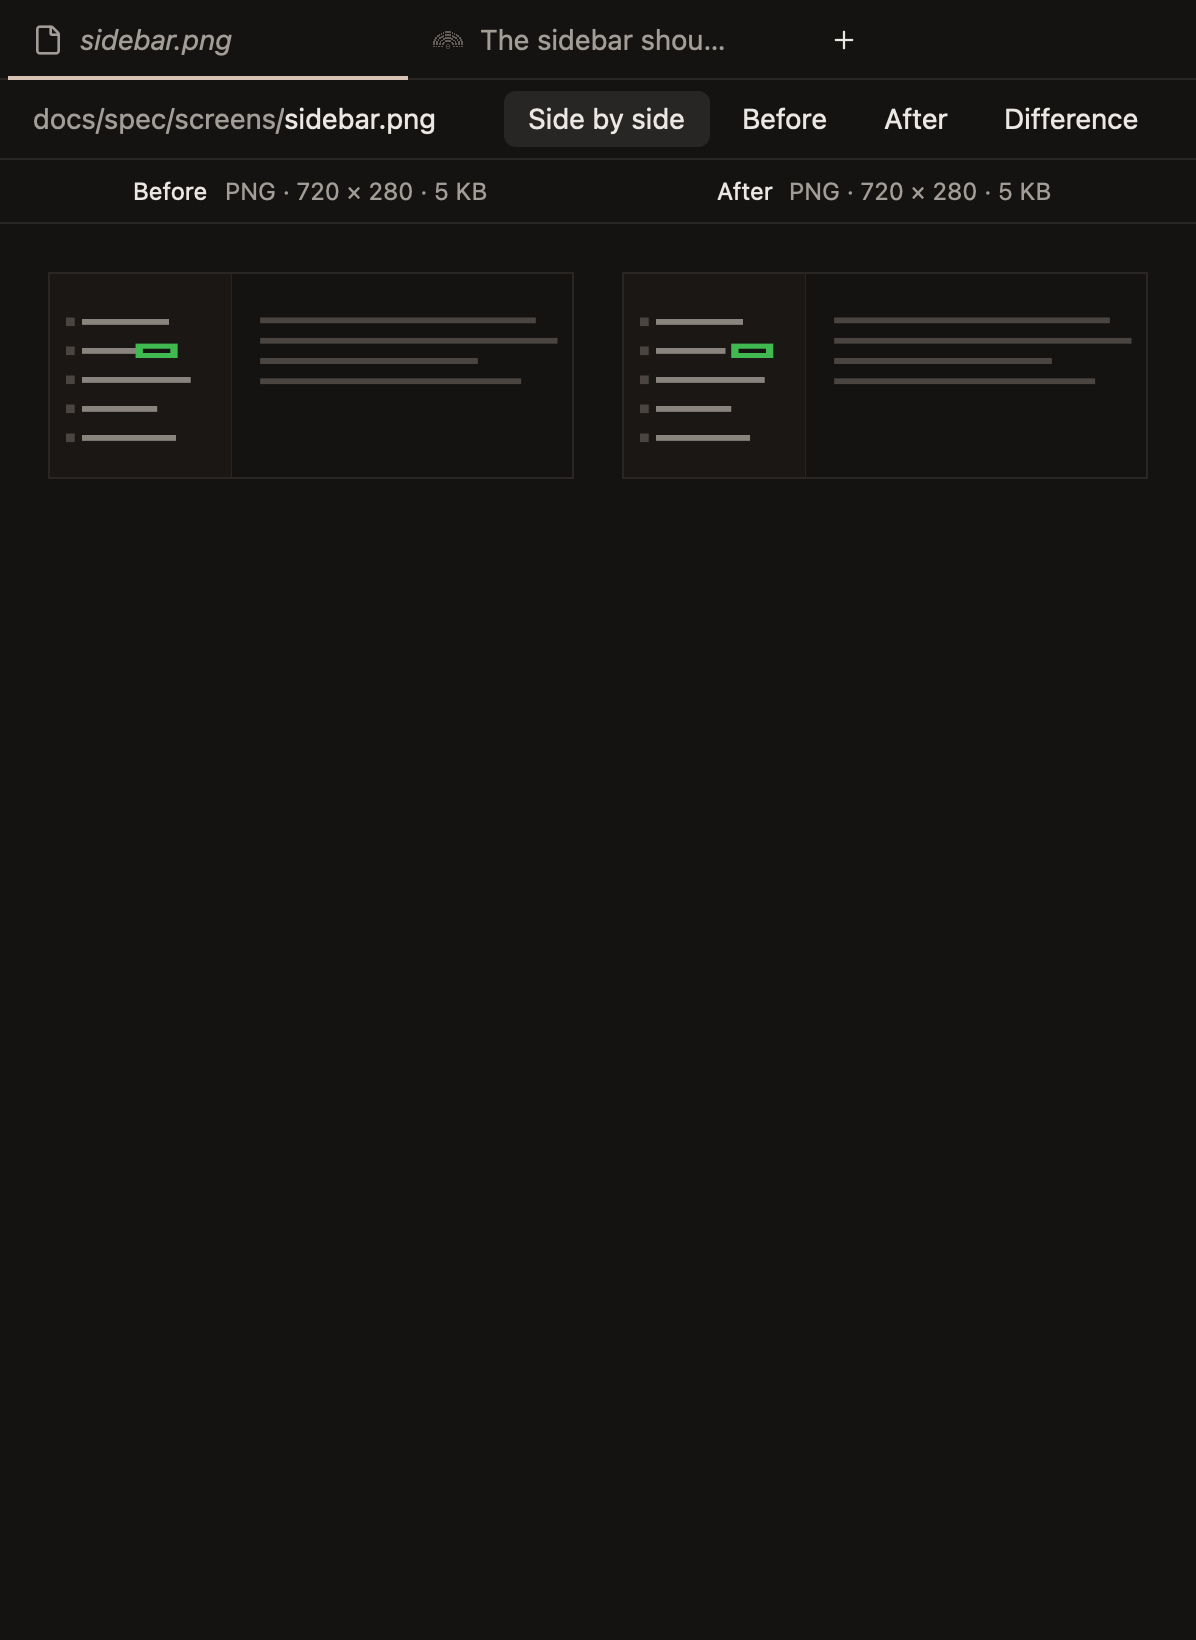 sidebar.png
The sidebar shou...
+
docs/spec/screens/sidebar.png
Side by side
Before
After
Difference
Before PNG · 720 × 280 · 5 KB
After PNG · 720 × 280 · 5 KB